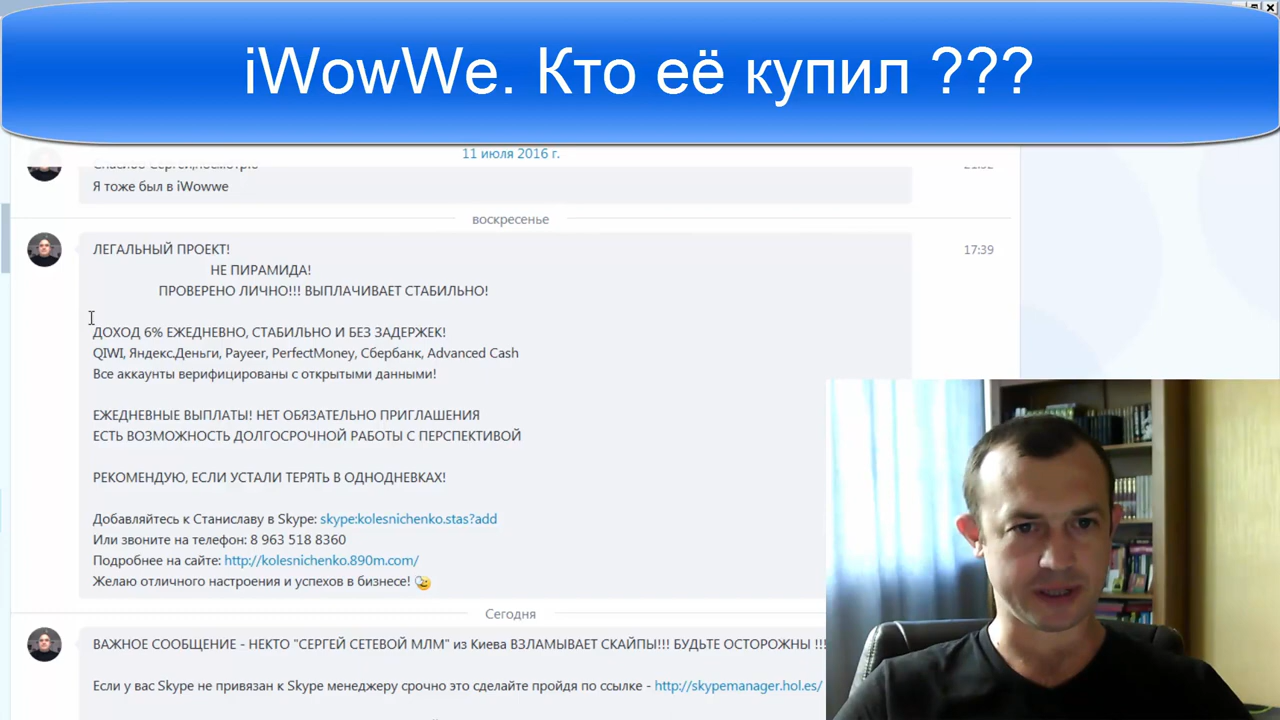 iWowWe. Кто её купил ???
11 июля 2016 г.
Я тоже был в iWowwe
воскресенье
ЛЕГАЛЬНЫЙ ПРОЕКТ!
17:39
НЕ ПИРАМИДА!
ПРОВЕРЕНО ЛИЧНО!!! ВЫПЛАЧИВАЕТ СТАБИЛЬНО!
ДОХОД 6% ЕЖЕДНЕВНО, СТАБИЛЬНО И БЕЗ ЗАДЕРЖЕК!
QIWI, Яндекс.Деньги, Payeer, PerfectMoney, Сбербанк, Advanced Cash
Все аккаунты верифицированы с открытыми данными!
ЕЖЕДНЕВНЫЕ ВЫПЛАТЫ! НЕТ ОБЯЗАТЕЛЬНО ПРИГЛАШЕНИЯ
ЕСТЬ ВОЗМОЖНОСТЬ ДОЛГОСРОЧНОЙ РАБОТЫ С ПЕРСПЕКТИВОЙ
РЕКОМЕНДУЮ, ЕСЛИ УСТАЛИ ТЕРЯТЬ В ОДНОДНЕВКАХ!
Добавляйтесь к Станиславу в Skype: skype:kolesnichenko.stas?add
Или звоните на телефон: 8 963 518 8360
Подробнее на сайте: http://kolesnichenko.890m.com/
Желаю отличного настроения и успехов в бизнесе!
Сегодня
ВАЖНОЕ СООБЩЕНИЕ - НЕКТО "СЕРГЕЙ СЕТЕВОЙ МЛМ" из Киева ВЗЛАМЫВАЕТ СКАЙПЫ!!! БУДЬТЕ ОСТОРОЖНЫ !!!
Если у вас Skype не привязан к Skype менеджеру срочно это сделайте пройдя по ссылке - http://skypemanager.hol.es/